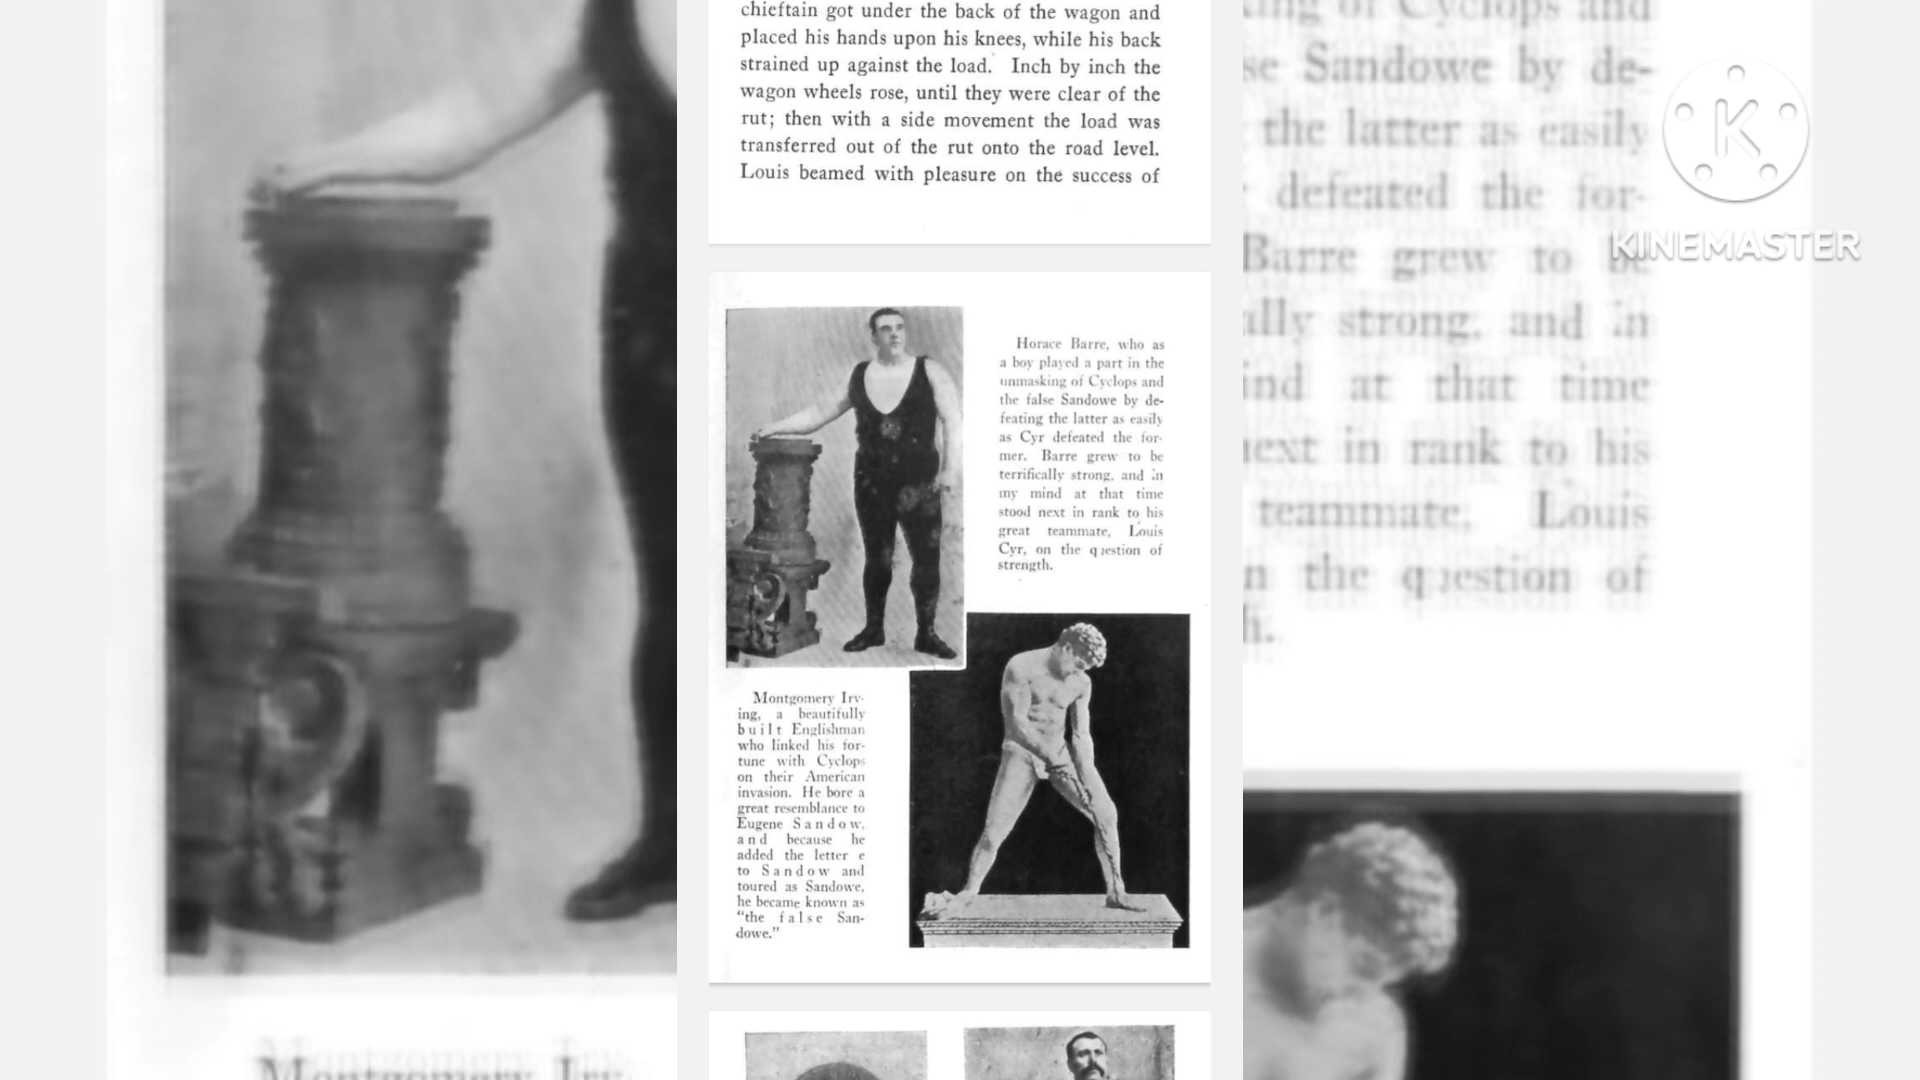 chieftain got under the back of the wagon and
placed his hands upon his knees, while his back
strained up against the load. Inch by inch the
wagon wheels rose, until they were clear of the
rut; then with a side movement the load was
transferred out of the rut onto the road level.
Louis beamed with pleasure on the success of
Horace Barre, who as
a boy played a part in the
unmasking of Cyclops and
the false Sandowe by de-
feating the latter as easily
as Cyr defeated the for-
mer. Barre grew to be
terrifically strong, and in
my mind at that time
stood next in rank to his
great teammate, Louis
Cyr, on the question of
strength.
Montgomery Irv-
ing, a beautifully
built Englishman
who linked his for-
tune with Cyclops
on their American
invasion. He bore a
great resemblance to
Eugene Sandow,
and because he
added the letter e
to Sandow and
toured as Sandowe,
he became known as
"the false San-
dowe."
Montgomery Irv-
Cyclops and
se Sandowe by de-
the latter as easily
defeated the for-
Barre grew to be
ally strong, and in
ind at that time
next in rank to his
teammate, Louis
n the question of
h.
K
KINEMASTER